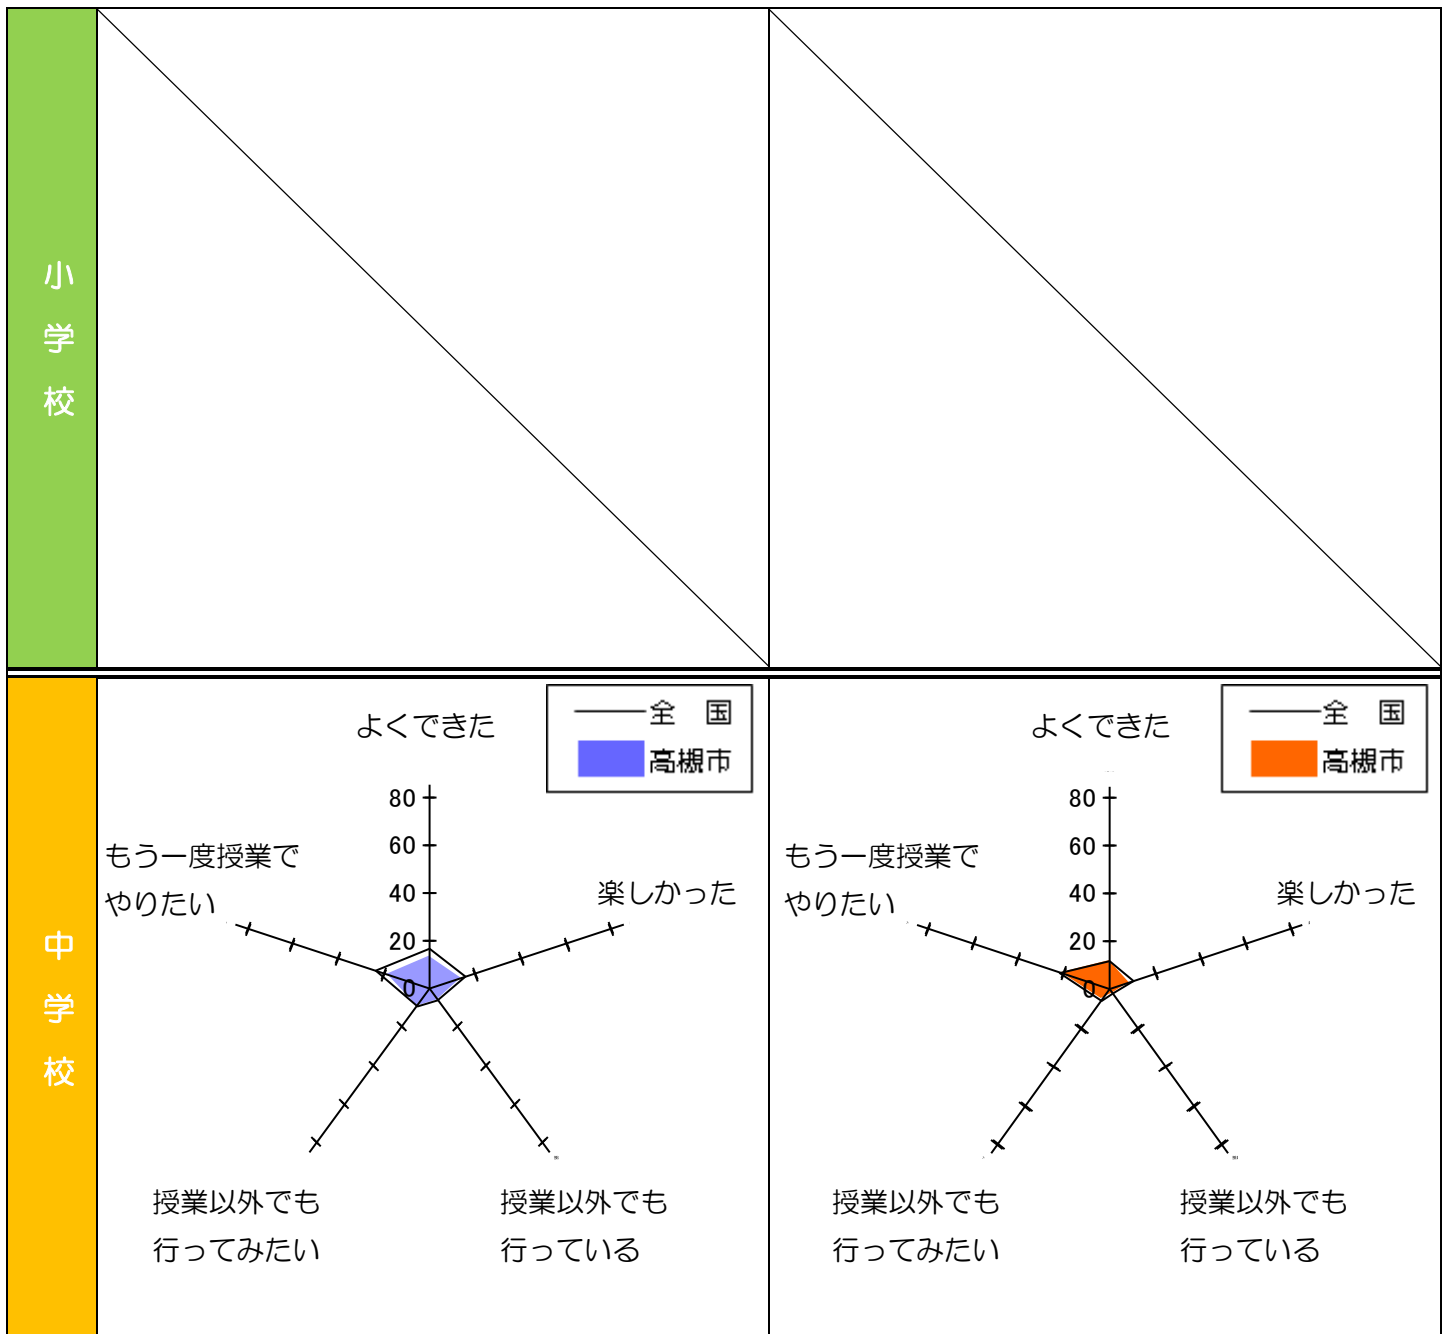 小学校
中学校
よくできた
全　国
高槻市
80
60
40
20
0
もう一度授業で
やりたい
楽しかった
授業以外でも
行ってみたい
授業以外でも
行っている
よくできた
全　国
高槻市
80
60
40
20
0
もう一度授業で
やりたい
楽しかった
授業以外でも
行ってみたい
授業以外でも
行っている